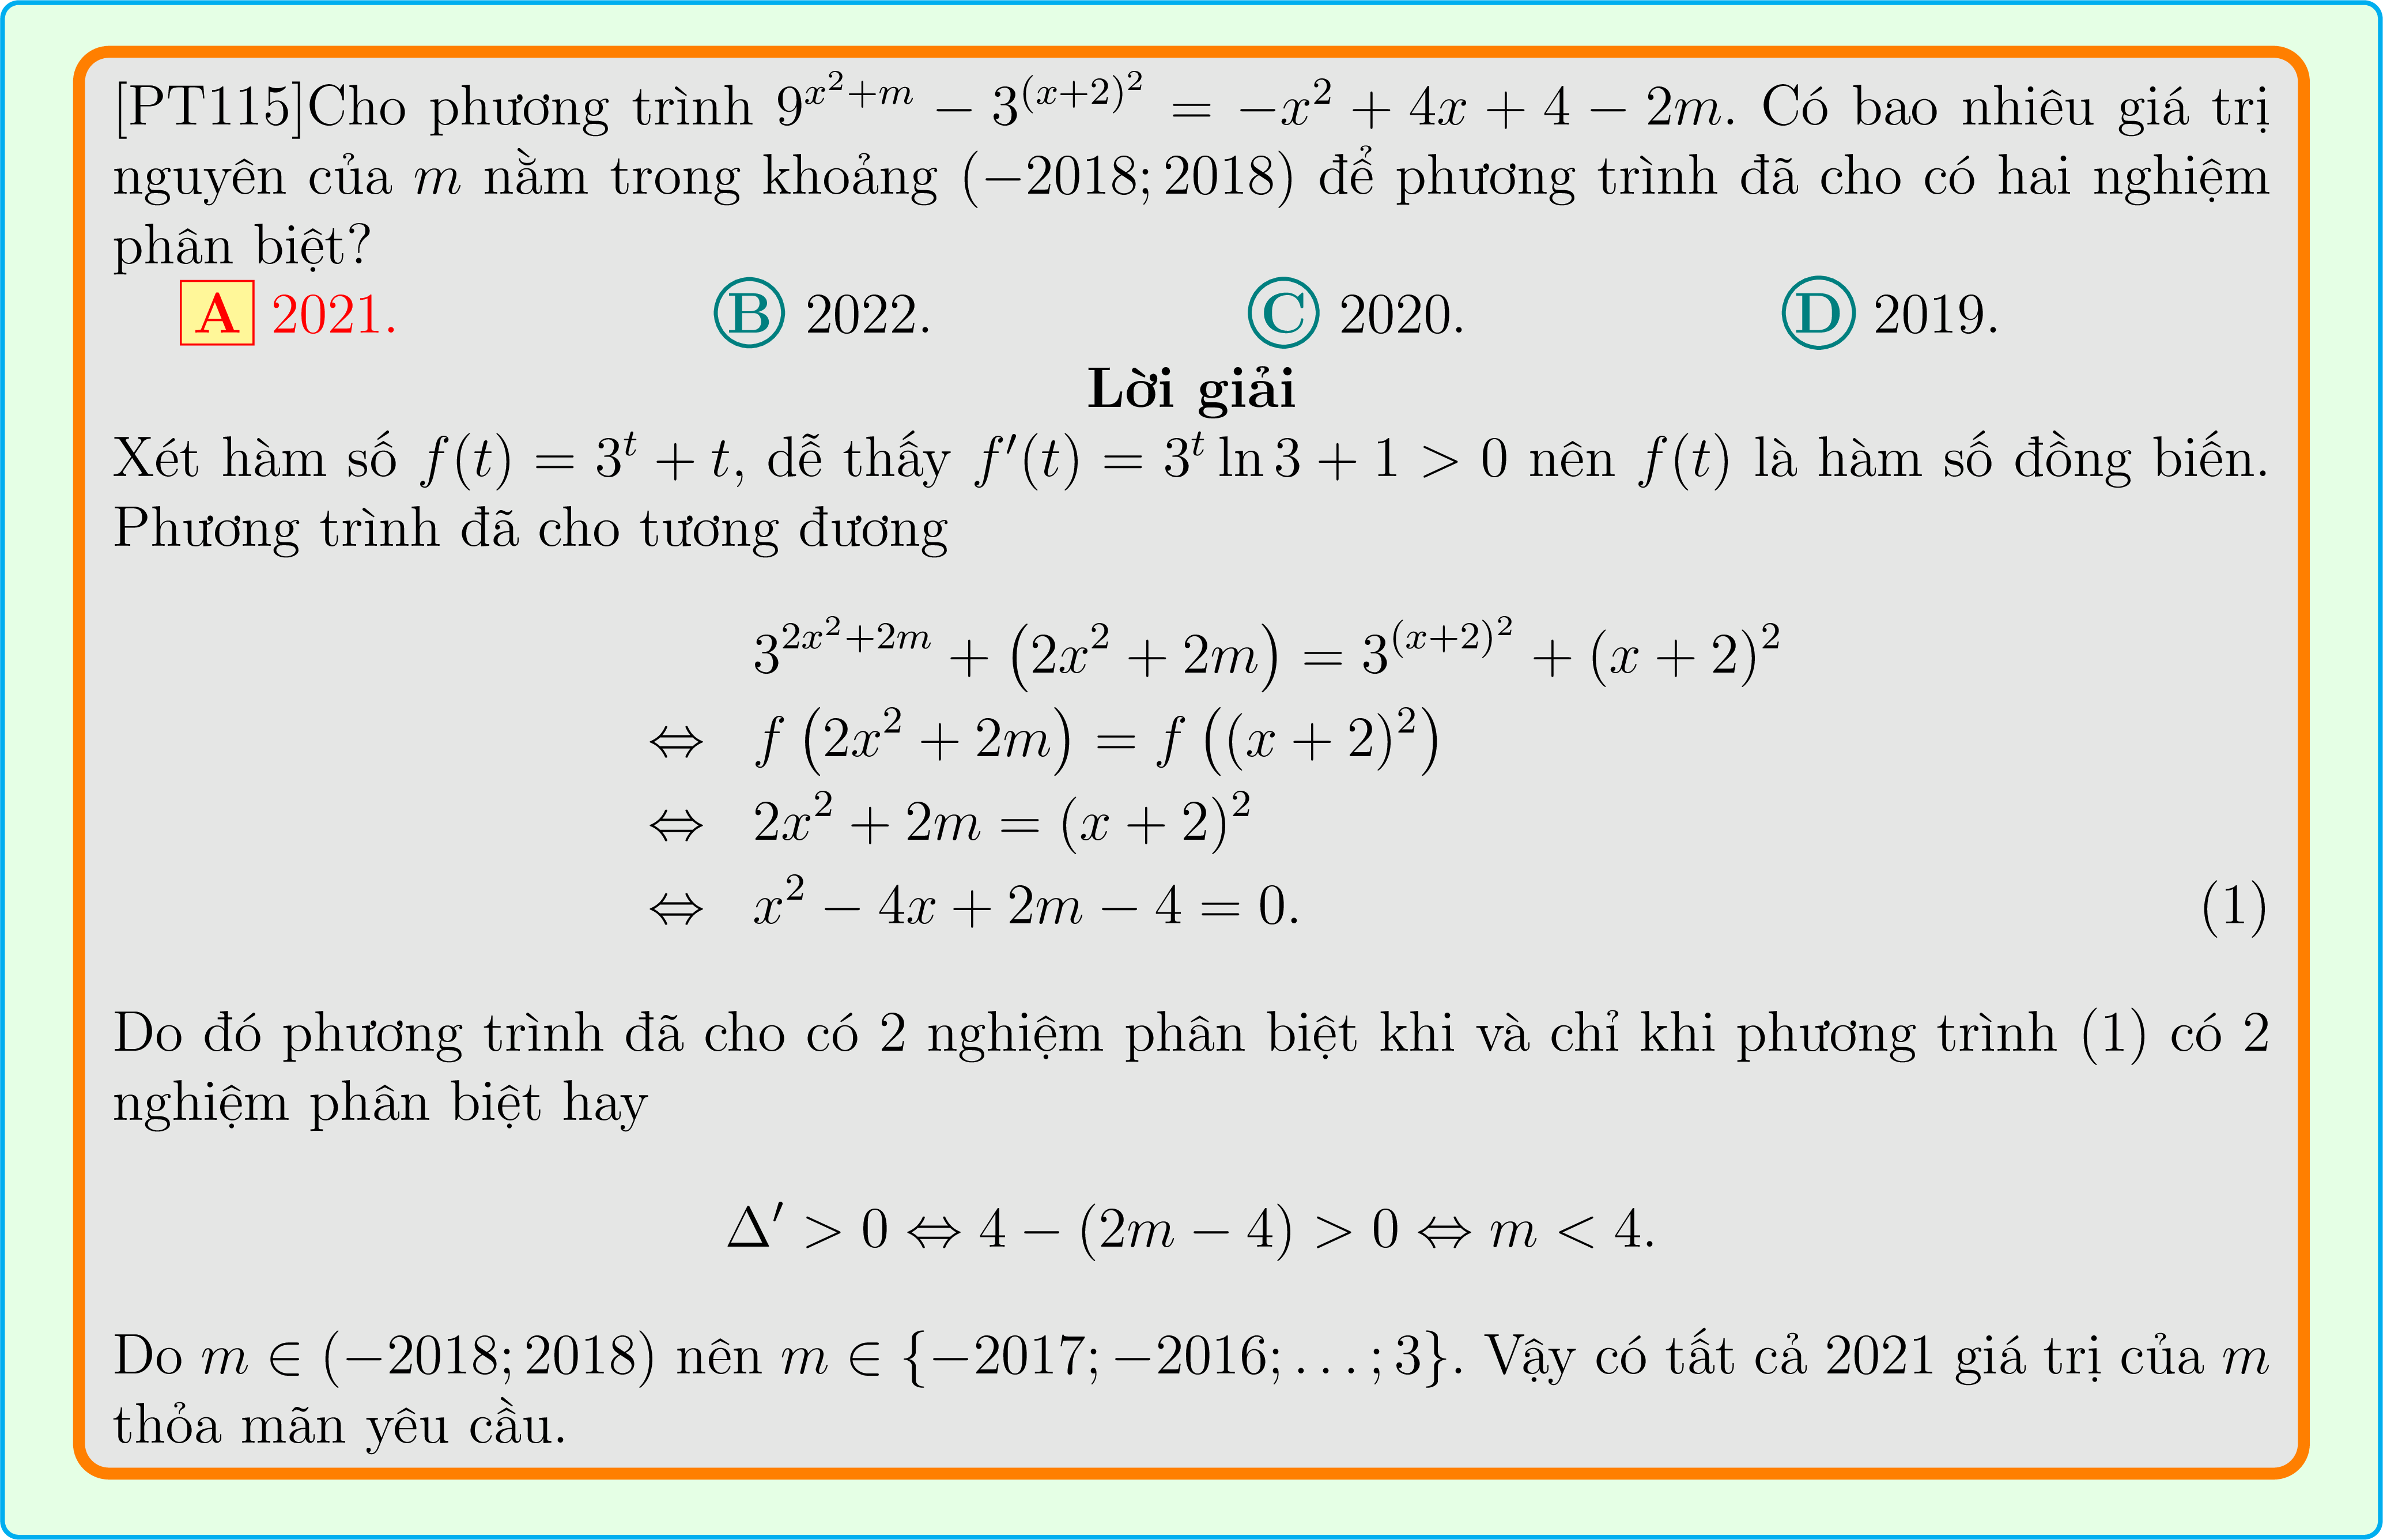 [PT115]Cho phương trình $9^{x^2+m} - 3^{(x+2)^2} = -x^2 + 4x + 4 - 2m$. Có bao nhiêu giá trị
nguyên của $m$ nằm trong khoảng $(-2018; 2018)$ để phương trình đã cho có hai nghiệm
phân biệt?
A 2021. B 2022. C 2020. D 2019.
Lời giải
Xét hàm số $f(t) = 3^t + t$, dễ thấy $f'(t) = 3^t \ln 3 + 1 > 0$ nên $f(t)$ là hàm số đồng biến.
Phương trình đã cho tương đương
$3^{2x^2+2m} + (2x^2 + 2m) = 3^{(x+2)^2} + (x + 2)^2$
$\Leftrightarrow f(2x^2 + 2m) = f((x + 2)^2)$
$\Leftrightarrow 2x^2 + 2m = (x + 2)^2$
$\Leftrightarrow x^2 - 4x + 2m - 4 = 0.$ (1)
Do đó phương trình đã cho có 2 nghiệm phân biệt khi và chỉ khi phương trình (1) có 2
nghiệm phân biệt hay
$\Delta' > 0 \Leftrightarrow 4 - (2m - 4) > 0 \Leftrightarrow m < 4.$
Do $m \in (-2018; 2018)$ nên $m \in \{-2017; -2016; \ldots; 3\}$. Vậy có tất cả 2021 giá trị của $m$
thỏa mãn yêu cầu.